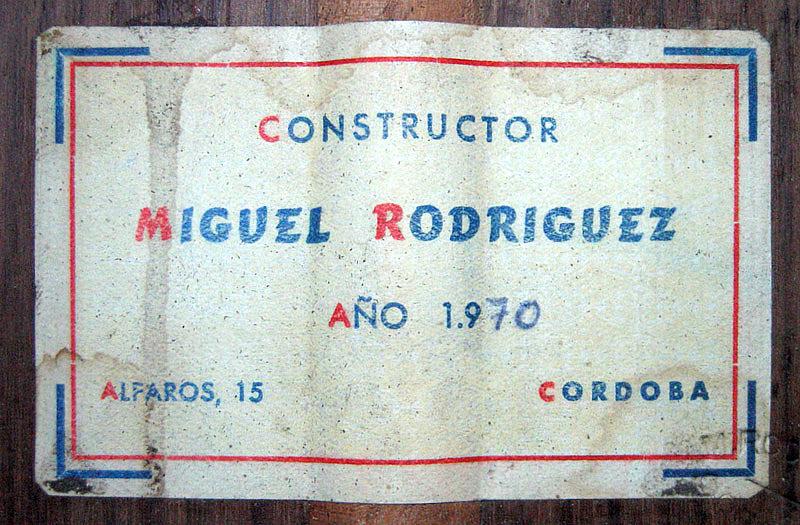 CONSTRUCTOR
MIGUEL RODRIGUEZ
AÑO 1.970
ALFAROS, 15 CORDOBA